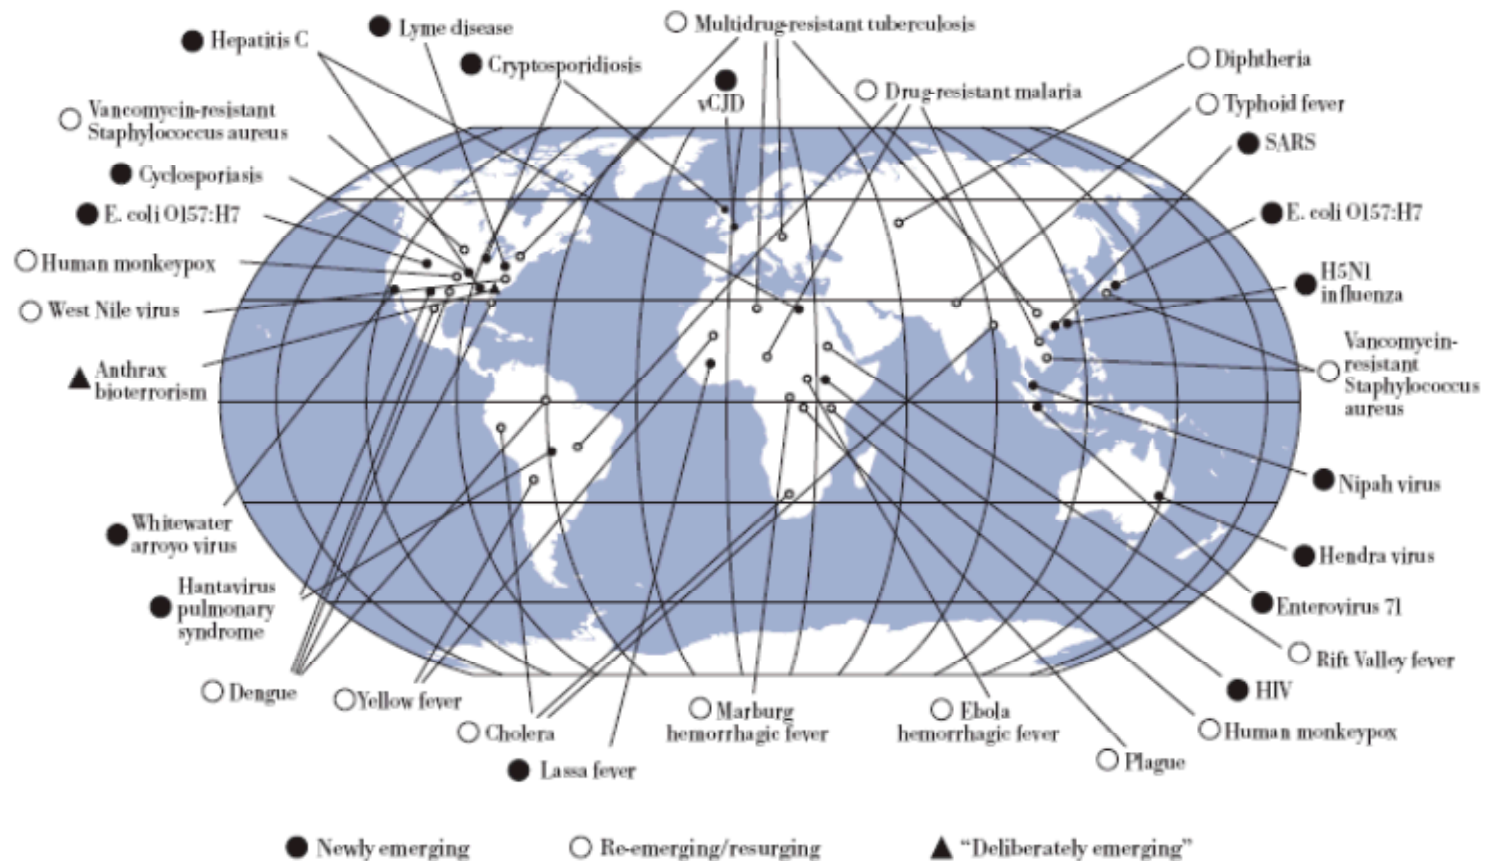 Hepatitis C
Lyme disease
Multidrug-resistant tuberculosis
Cryptosporidiosis
vCJD
Drug-resistant malaria
Diphtheria
Typhoid fever
SARS
Vancomycin-resistant
Staphylococcus aureus
Cyclosporiasis
E. coli O157:H7
Human monkeypox
West Nile virus
Anthrax
bioterrorism
E. coli O157:H7
H5N1
influenza
Vancomycin-
resistant
Staphylococcus
aureus
Nipah virus
Hendra virus
Enterovirus 71
Rift Valley fever
HIV
Human monkeypox
Plague
Whitewater
arroyo virus
Hantavirus
pulmonary
syndrome
Dengue
Yellow fever
Cholera
Lassa fever
Marburg
hemorrhagic fever
Ebola
hemorrhagic fever
Newly emerging
Re-emerging/resurging
"Deliberately emerging"